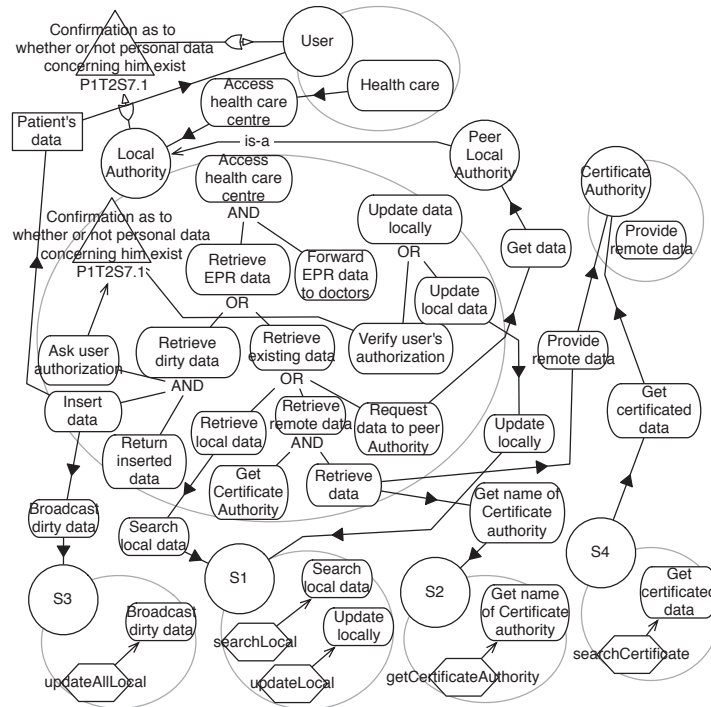 Confirmation as to
whether or not personal data
concerning him exist
P1T2S7.1
User
Health care
Access
health care
centre
Patient's
data
Local
Authority
is-a
Peer
Local
Authority
Certificate
Authority
Provide
remote data
Access
health care
centre
AND
Confirmation as to
whether or not personal data
concerning him exist
P1T2S7.1
Update data
locally
OR
Get data
Retrieve
EPR data
OR
Forward
EPR data
to doctors
Update
local data
Ask user
authorization
Retrieve
dirty data
AND
Retrieve
existing data
OR
Verify user's
authorization
Provide
remote data
Insert
data
Return
inserted
data
Retrieve
local data
Retrieve
remote data
AND
Request
data to peer
Authority
Update
locally
Get
certificated
data
Get
Certificate
Authority
Retrieve
data
Broadcast
dirty data
Search
local data
Get name of
Certificate
authority
S3
S1
S2
S4
Broadcast
dirty data
updateAllLocal
Search
local data
searchLocal
Update
locally
updateLocal
Get name
of Certificate
authority
getCertificateAuthority
Get
certificated
data
searchCertificate